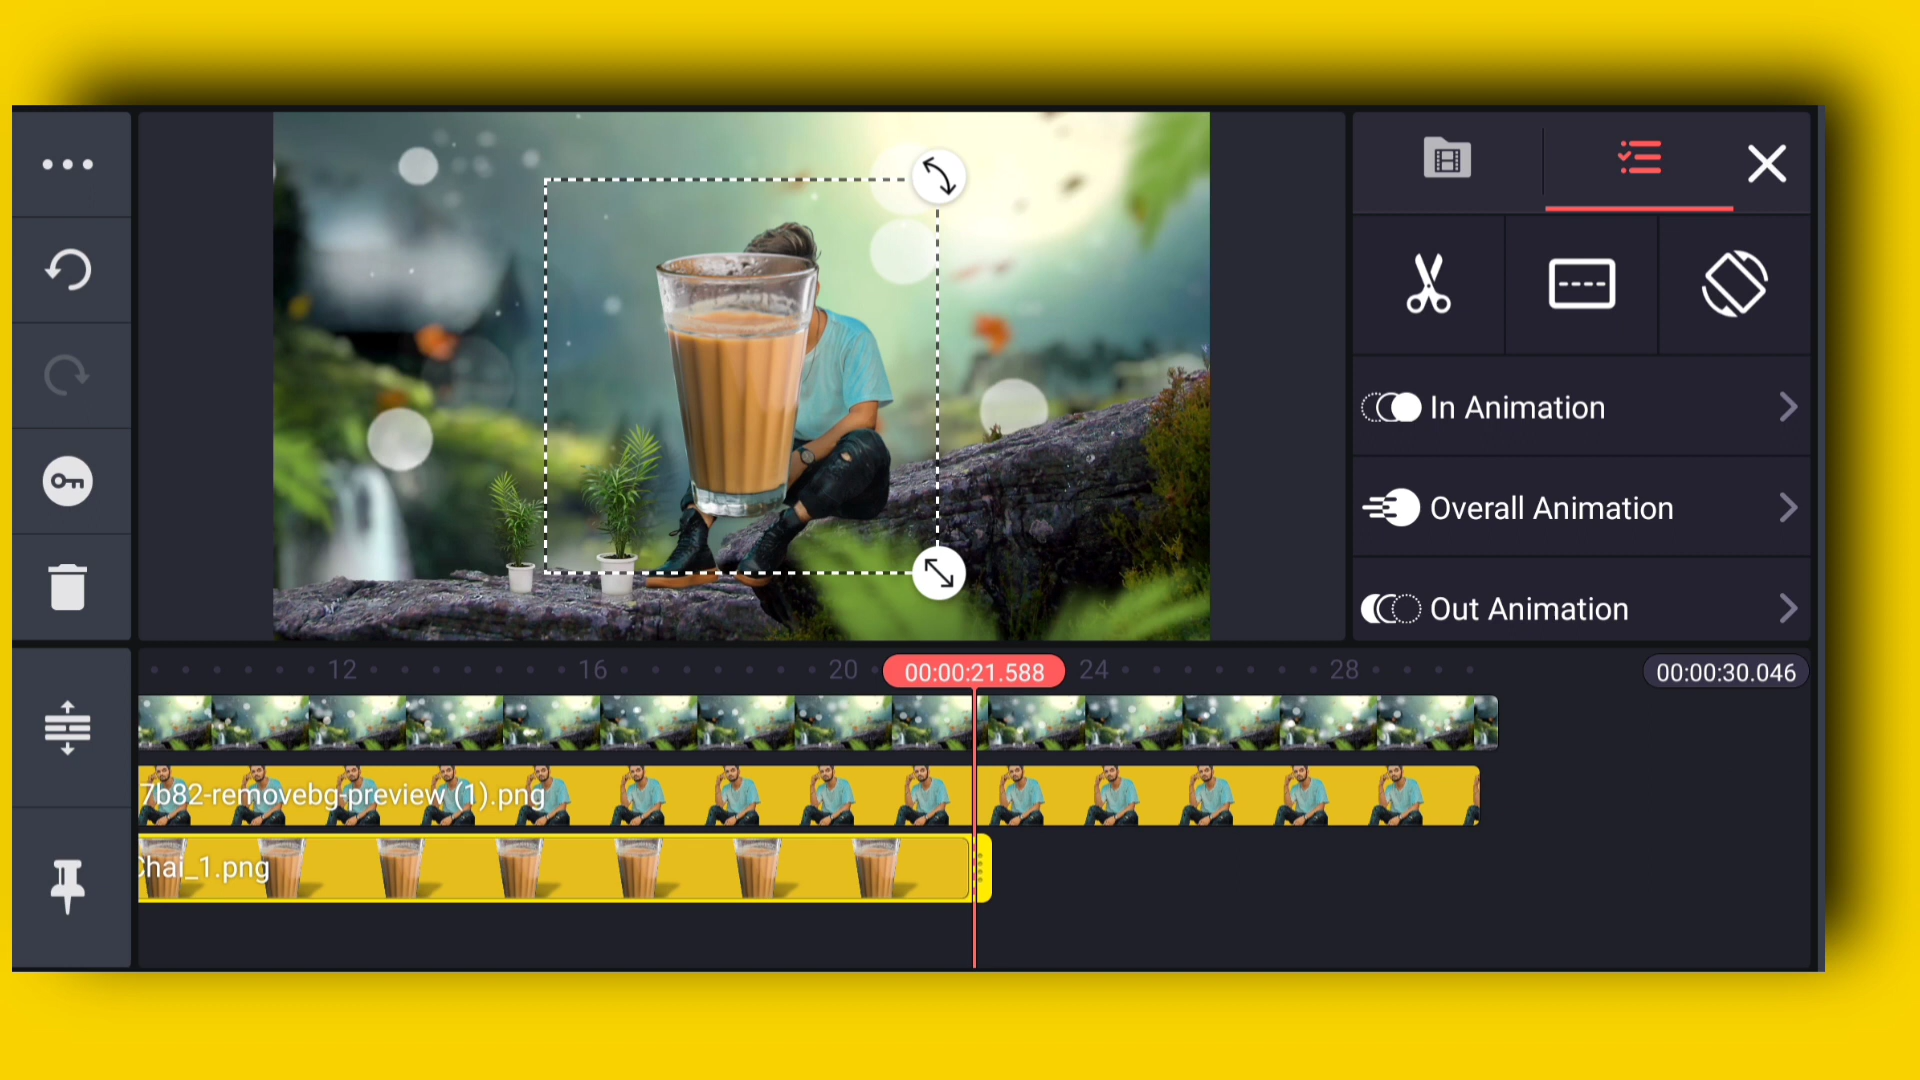 In Animation
Overall Animation
Out Animation
12 16 20 00:00:21.588 24 28 00:00:30.046
7b82-removebg-preview (1).png
Chai_1.png